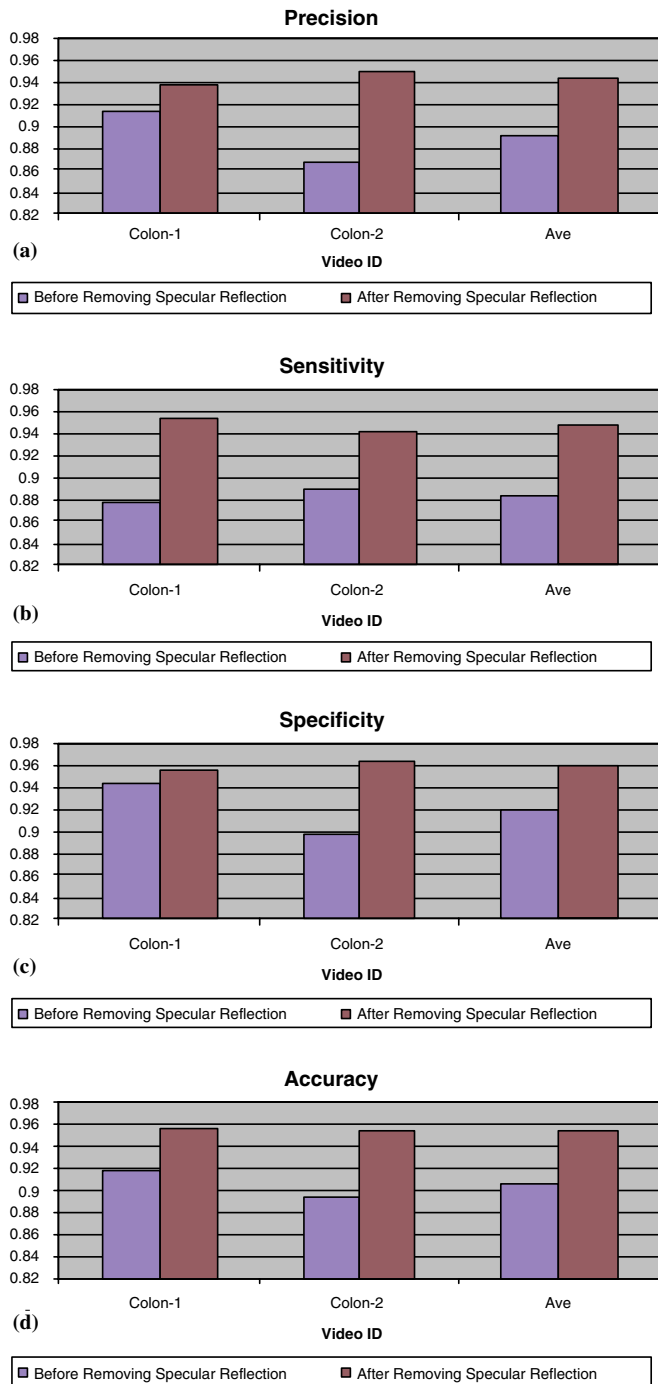 Precision
0.98
0.96
0.94
0.92
0.9
0.88
0.86
0.84
0.82
Colon-1 Colon-2 Ave
(a)
Video ID
Before Removing Specular Reflection After Removing Specular Reflection
Sensitivity
0.98
0.96
0.94
0.92
0.9
0.88
0.86
0.84
0.82
Colon-1 Colon-2 Ave
(b)
Video ID
Before Removing Specular Reflection After Removing Specular Reflection
Specificity
0.98
0.96
0.94
0.92
0.9
0.88
0.86
0.84
0.82
Colon-1 Colon-2 Ave
(c)
Video ID
Before Removing Specular Reflection After Removing Specular Reflection
Accuracy
0.98
0.96
0.94
0.92
0.9
0.88
0.86
0.84
0.82
Colon-1 Colon-2 Ave
(d)
Video ID
Before Removing Specular Reflection After Removing Specular Reflection